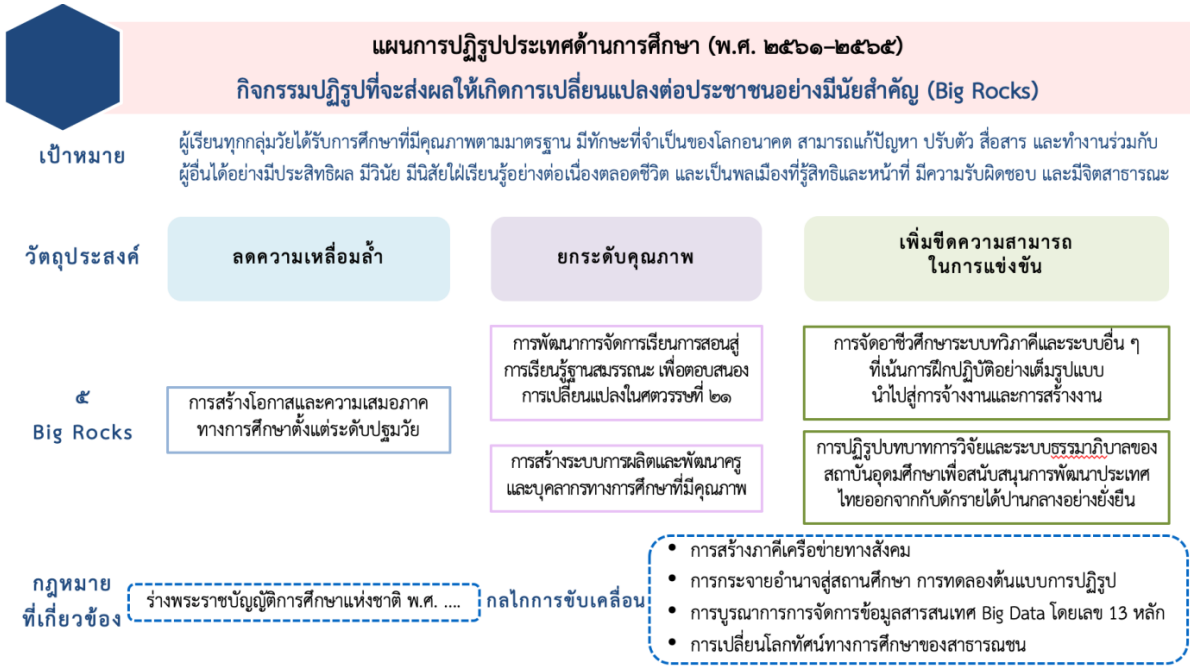 แผนการปฏิรูปประเทศด้านการศึกษา (พ.ศ. ๒๕๖๑–๒๕๖๕)
กิจกรรมปฏิรูปที่จะส่งผลให้เกิดการเปลี่ยนแปลงต่อประชาชนอย่างมีนัยสำคัญ (Big Rocks)
เป้าหมาย
ผู้เรียนทุกกลุ่มวัยได้รับการศึกษาที่มีคุณภาพตามมาตรฐาน มีทักษะที่จำเป็นของโลกอนาคต สามารถแก้ปัญหา ปรับตัว สื่อสาร และทำงานร่วมกับ
ผู้อื่นได้อย่างมีประสิทธิผล มีวินัย มีนิสัยใฝ่เรียนรู้อย่างต่อเนื่องตลอดชีวิต และเป็นพลเมืองที่รู้สิทธิและหน้าที่ มีความรับผิดชอบ และมีจิตสาธารณะ
วัตถุประสงค์
ลดความเหลื่อมล้ำ
ยกระดับคุณภาพ
เพิ่มขีดความสามารถ
ในการแข่งขัน
๕
Big Rocks
การสร้างโอกาสและความเสมอภาค
ทางการศึกษาตั้งแต่ระดับปฐมวัย
การพัฒนาการจัดการเรียนการสอนสู่
การเรียนรู้ฐานสมรรถนะ เพื่อตอบสนอง
การเปลี่ยนแปลงในศตวรรษที่ ๒๑
การสร้างระบบการผลิตและพัฒนาครู
และบุคลากรทางการศึกษาที่มีคุณภาพ
การจัดอาชีวศึกษาระบบทวิภาคีและระบบอื่น ๆ
ที่เน้นการฝึกปฏิบัติอย่างเต็มรูปแบบ
นำไปสู่การจ้างงานและการสร้างงาน
การปฏิรูปบทบาทการวิจัยและระบบธรรมาภิบาลของ
สถาบันอุดมศึกษาเพื่อสนับสนุนการพัฒนาประเทศ
ไทยออกจากกับดักรายได้ปานกลางอย่างยั่งยืน
กฎหมาย
ที่เกี่ยวข้อง
ร่างพระราชบัญญัติการศึกษาแห่งชาติ พ.ศ. ....
กลไกการขับเคลื่อน
• การสร้างภาคีเครือข่ายทางสังคม
• การกระจายอำนาจสู่สถานศึกษา การทดลองต้นแบบการปฏิรูป
• การบูรณาการการจัดการข้อมูลสารสนเทศ Big Data โดยเลข 13 หลัก
• การเปลี่ยนโลกทัศน์ทางการศึกษาของสาธารณชน